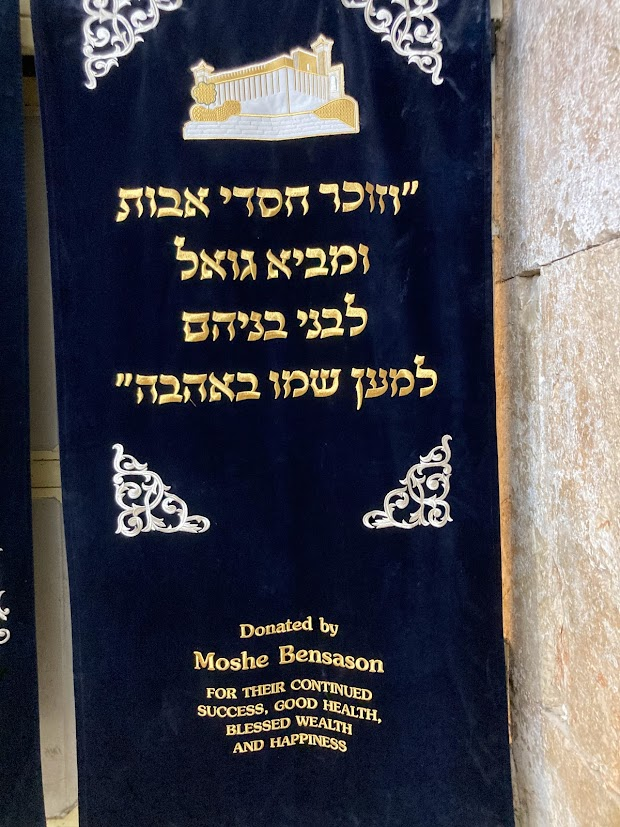 "וזוכר חסדי אבות
ומביא גואל
לבני בניהם
למען שמו באהבה"
Donated by
Moshe Bensason
FOR THEIR CONTINUED
SUCCESS, GOOD HEALTH,
BLESSED WEALTH
AND HAPPINESS